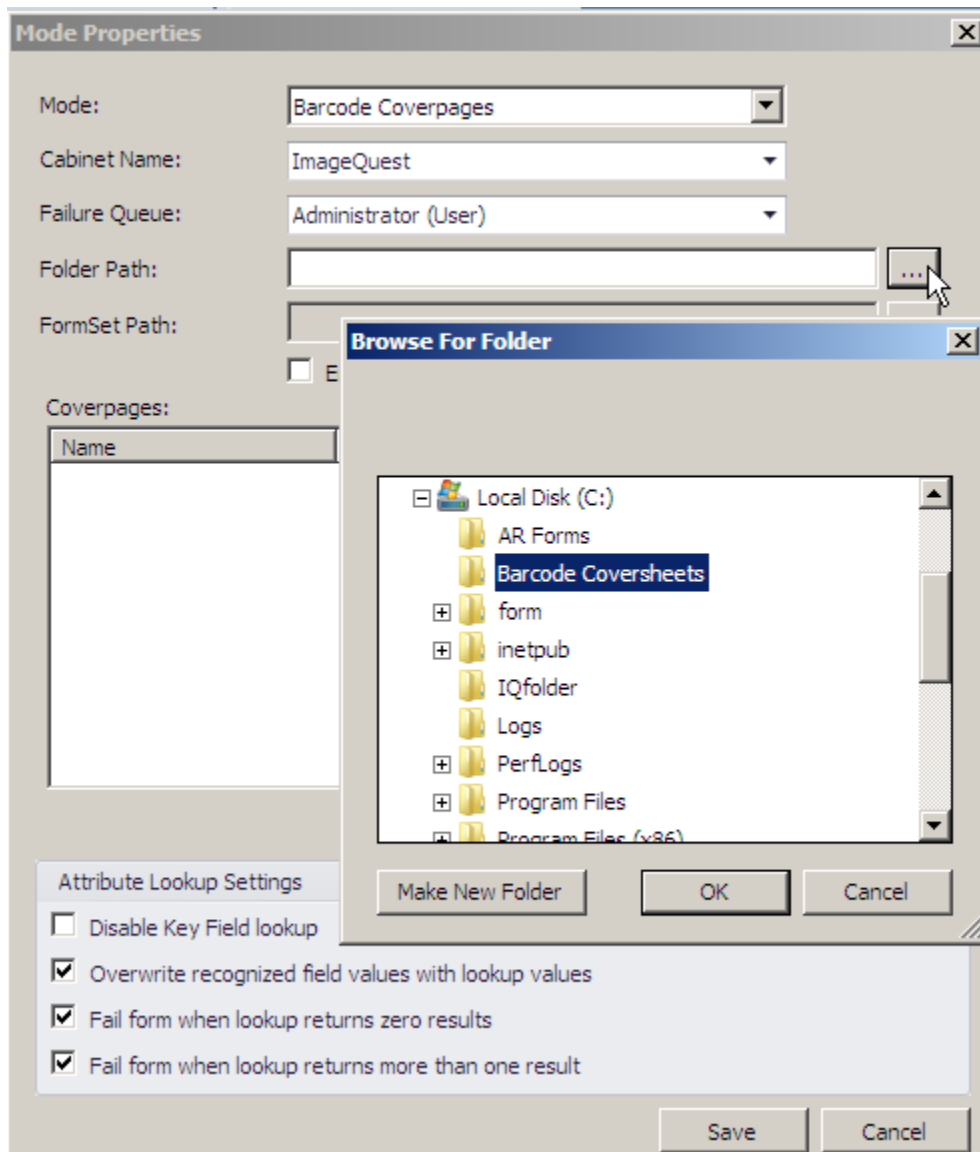 Mode Properties
Mode:
Barcode Coverpages
Cabinet Name:
ImageQuest
Failure Queue:
Administrator (User)
Folder Path:
...
FormSet Path:
E
Coverpages:
Name
Browse For Folder
Local Disk (C:)
AR Forms
Barcode Coversheets
form
inetpub
IQfolder
Logs
PerfLogs
Program Files
Program Files (x86)
Make New Folder
OK
Cancel
Attribute Lookup Settings
Disable Key Field lookup
Overwrite recognized field values with lookup values
Fail form when lookup returns zero results
Fail form when lookup returns more than one result
Save
Cancel